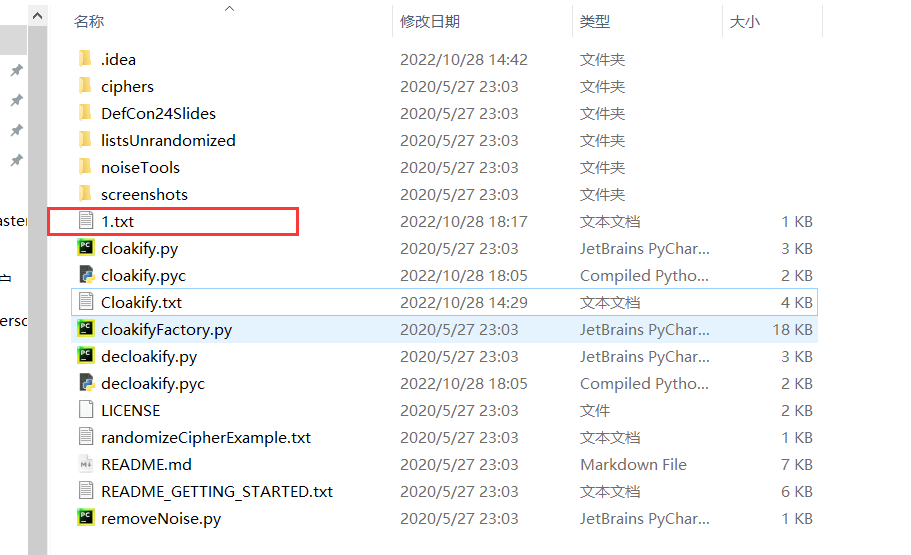 名称 修改日期 类型 大小
.idea 2022/10/28 14:42 文件夹
ciphers 2020/5/27 23:03 文件夹
DefCon24Slides 2020/5/27 23:03 文件夹
listsUnrandomized 2020/5/27 23:03 文件夹
noiseTools 2020/5/27 23:03 文件夹
screenshots 2020/5/27 23:03 文件夹
1.txt 2022/10/28 18:17 文本文档 1 KB
cloakify.py 2020/5/27 23:03 JetBrains PyChar... 3 KB
cloakify.pyc 2022/10/28 18:05 Compiled Pytho... 2 KB
Cloakify.txt 2022/10/28 14:29 文本文档 4 KB
cloakifyFactory.py 2020/5/27 23:03 JetBrains PyChar... 18 KB
decloakify.py 2020/5/27 23:03 JetBrains PyChar... 3 KB
decloakify.pyc 2022/10/28 18:05 Compiled Pytho... 2 KB
LICENSE 2020/5/27 23:03 文件 2 KB
randomizeCipherExample.txt 2020/5/27 23:03 文本文档 1 KB
README.md 2020/5/27 23:03 Markdown File 7 KB
README_GETTING_STARTED.txt 2020/5/27 23:03 文本文档 6 KB
removeNoise.py 2020/5/27 23:03 JetBrains PyChar... 1 KB